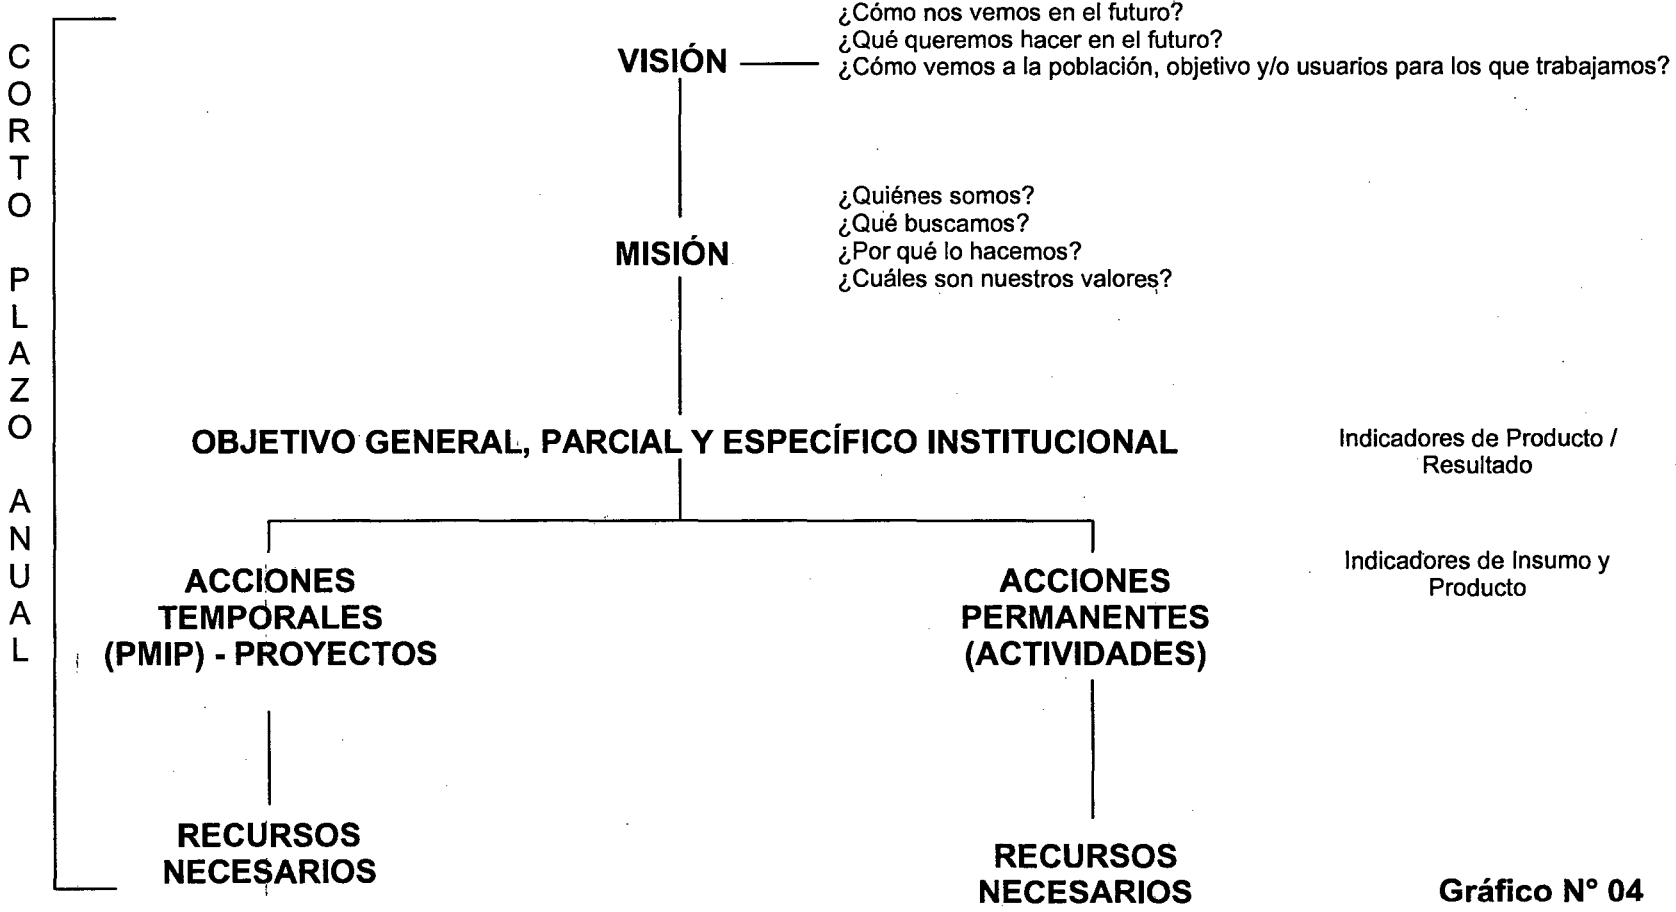 CORTO PLAZO ANUAL
¿Cómo nos vemos en el futuro?
¿Qué queremos hacer en el futuro?
VISIÓN
¿Cómo vemos a la población, objetivo y/o usuarios para los que trabajamos?
¿Quiénes somos?
¿Qué buscamos?
MISIÓN
¿Por qué lo hacemos?
¿Cuáles son nuestros valores?
OBJETIVO GENERAL, PARCIAL Y ESPECÍFICO INSTITUCIONAL
Indicadores de Producto /
Resultado
ACCIONES
TEMPORALES
(PMIP) - PROYECTOS
ACCIONES
PERMANENTES
(ACTIVIDADES)
Indicadores de Insumo y
Producto
RECURSOS
NECESARIOS
RECURSOS
NECESARIOS
Gráfico N° 04